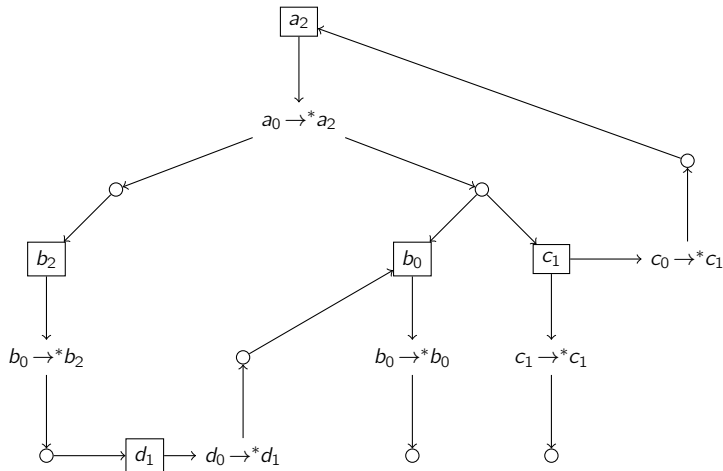 a₂
a₀ →* a₂
b₂
b₀
c₁
c₀ →* c₁
b₀ →* b₂
b₀ →* b₀
c₁ →* c₁
d₁
d₀ →* d₁